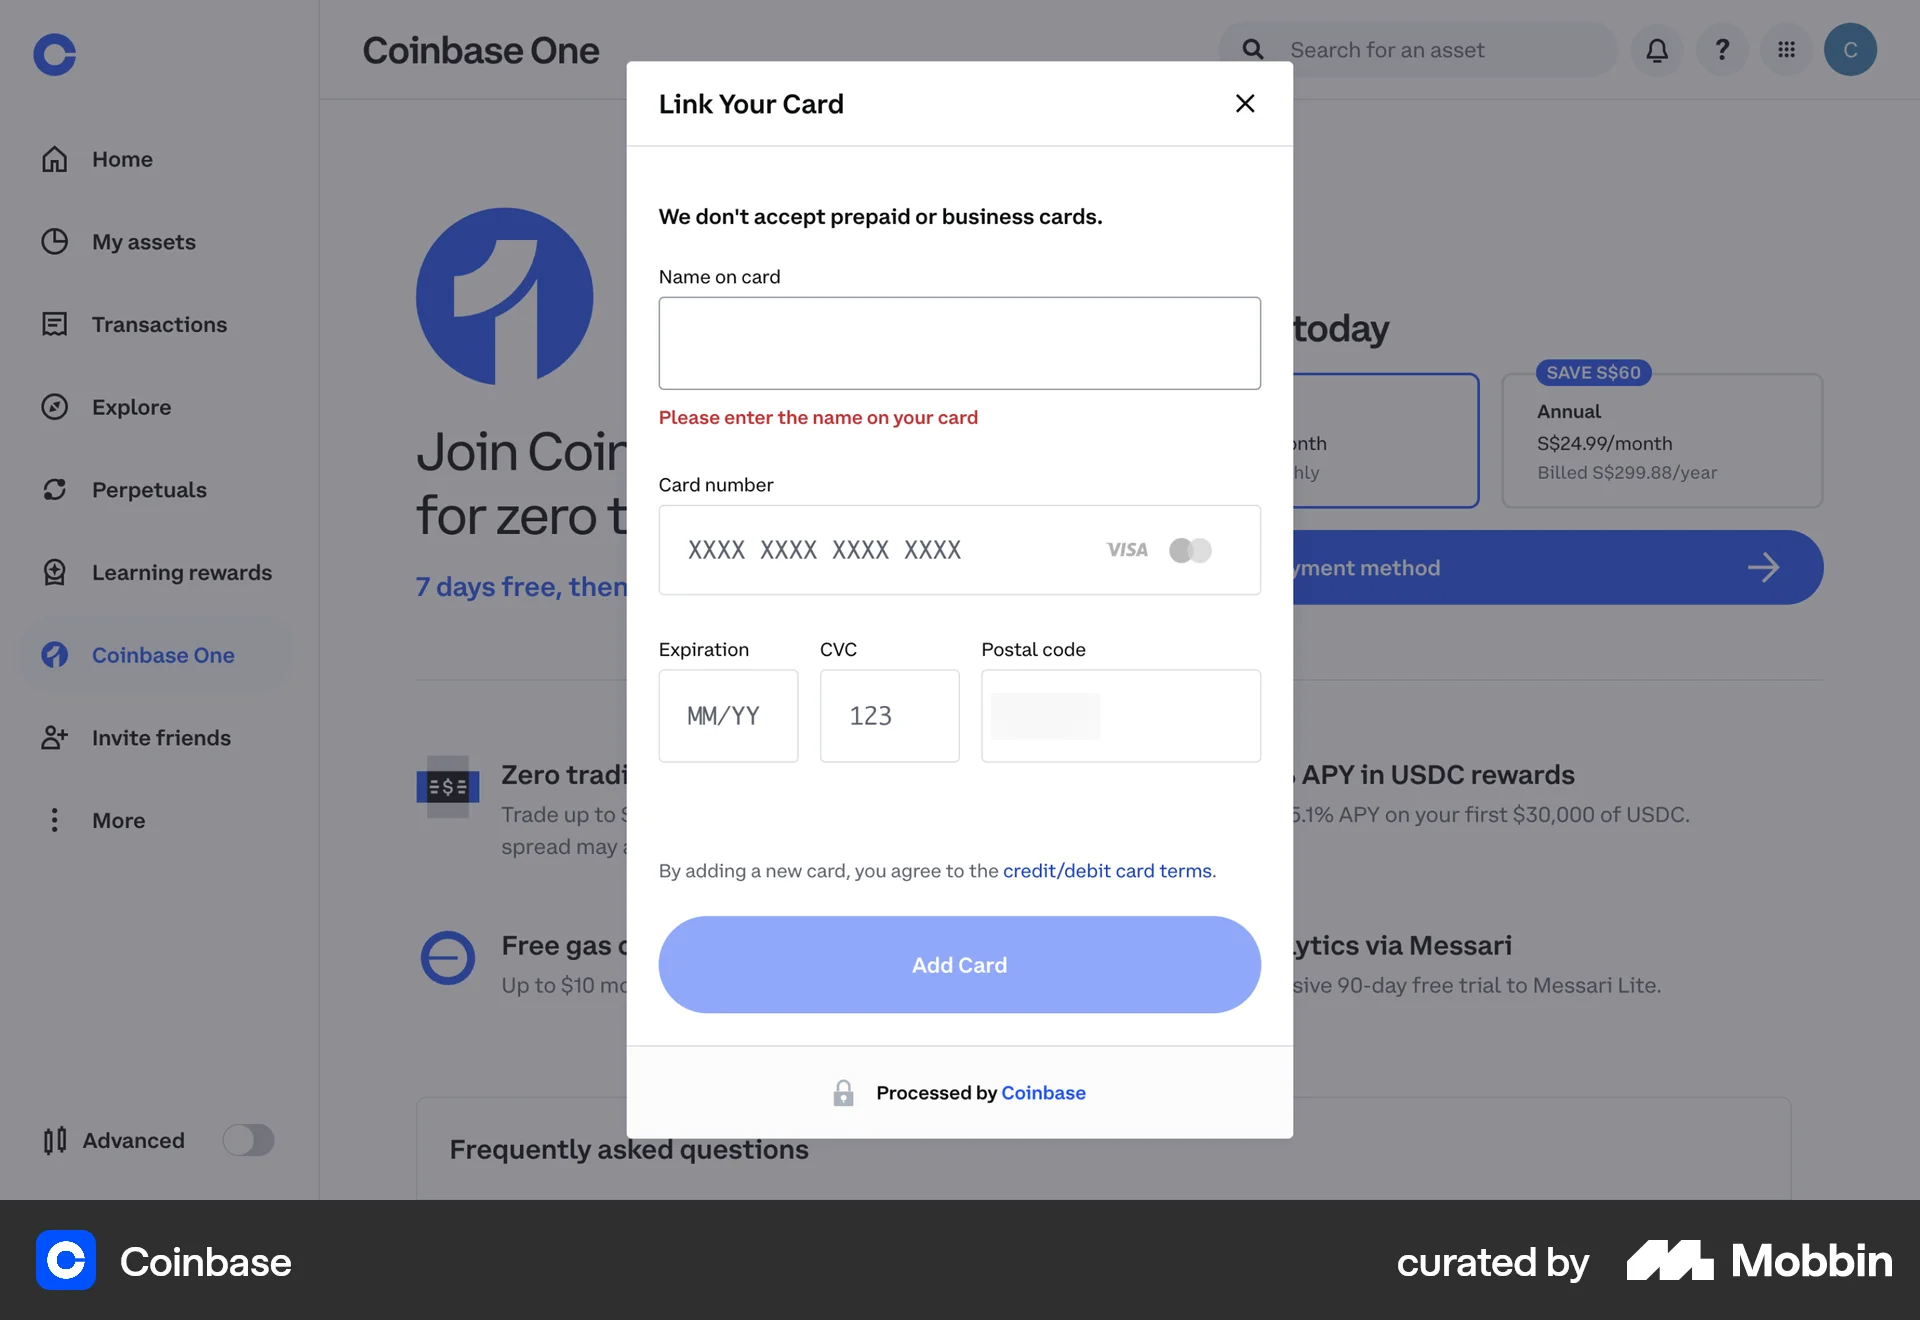 Coinbase One
Search for an asset
?
C
Home
My assets
Transactions
Explore
Perpetuals
Learning rewards
Coinbase One
Invite friends
More
Advanced
Join Coin
for zero t
7 days free, then
today
onth
hly
SAVE S$60
Annual
S$24.99/month
Billed S$299.88/year
yment method
Zero tradi
Trade up to $
spread may a
APY in USDC rewards
5.1% APY on your first $30,000 of USDC.
Free gas
Up to $10 mo
lytics via Messari
sive 90-day free trial to Messari Lite.
Frequently asked questions
Link Your Card
We don't accept prepaid or business cards.
Name on card
Please enter the name on your card
Card number
XXXX XXXX XXXX XXXX
VISA
Expiration
CVC
Postal code
MM/YY
123
By adding a new card, you agree to the credit/debit card terms.
Add Card
Processed by Coinbase
Coinbase
curated by
Mobbin